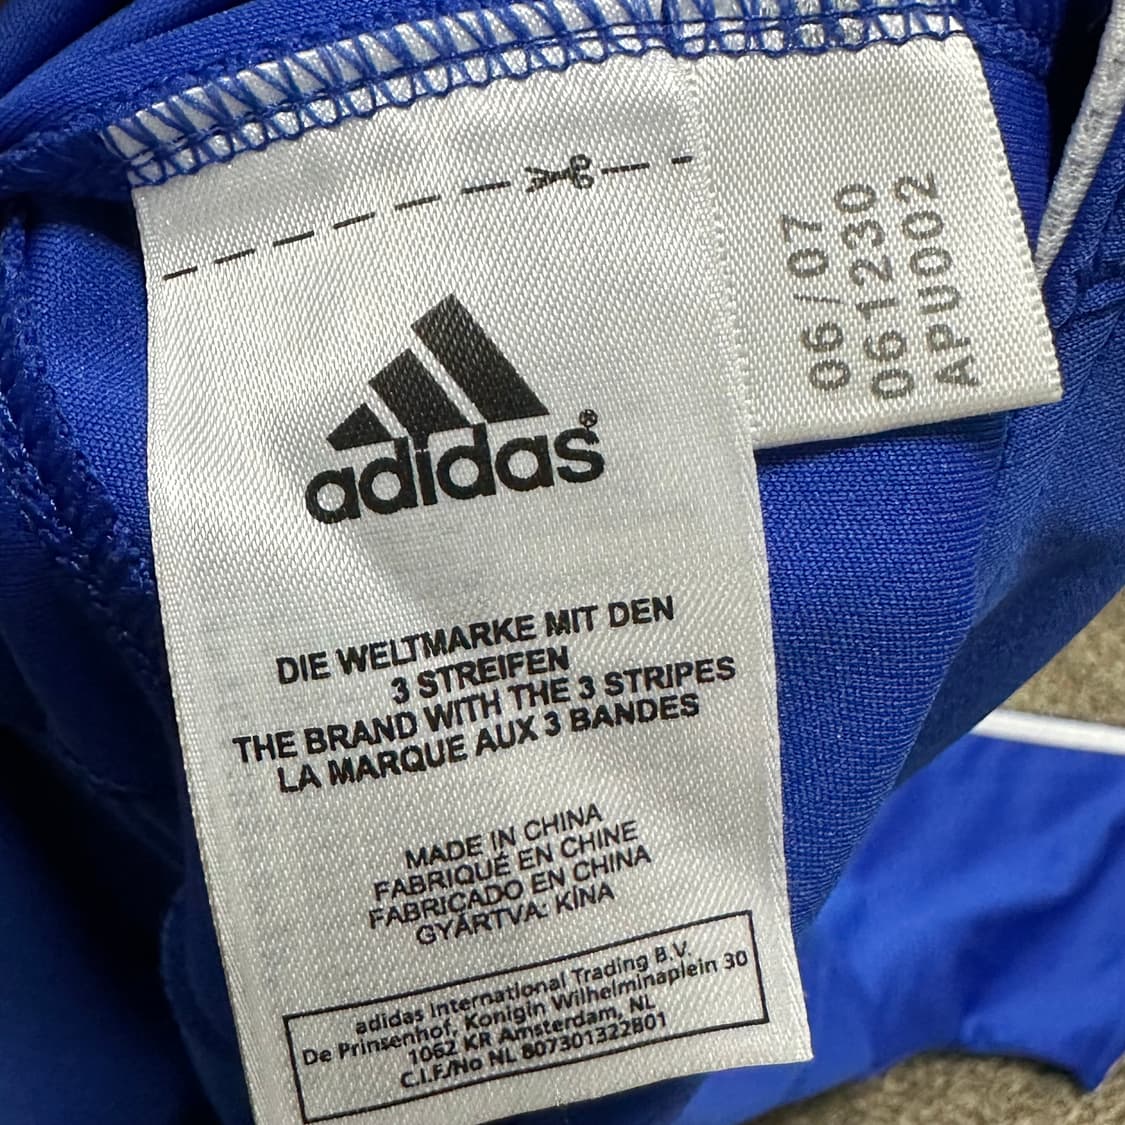 adidas®
DIE WELTMARKE MIT DEN
3 STREIFEN
THE BRAND WITH THE 3 STRIPES
LA MARQUE AUX 3 BANDES
MADE IN CHINA
FABRIQUÉ EN CHINE
FABRICADO EN CHINA
GYÁRTVA: KÍNA
adidas International Trading B.V.
De Prinsenhof, Konigin Wilhelminaplein 30
1062 KR Amsterdam, NL
C.I.F./No NL 807301322B01
06/07
061230
APU002